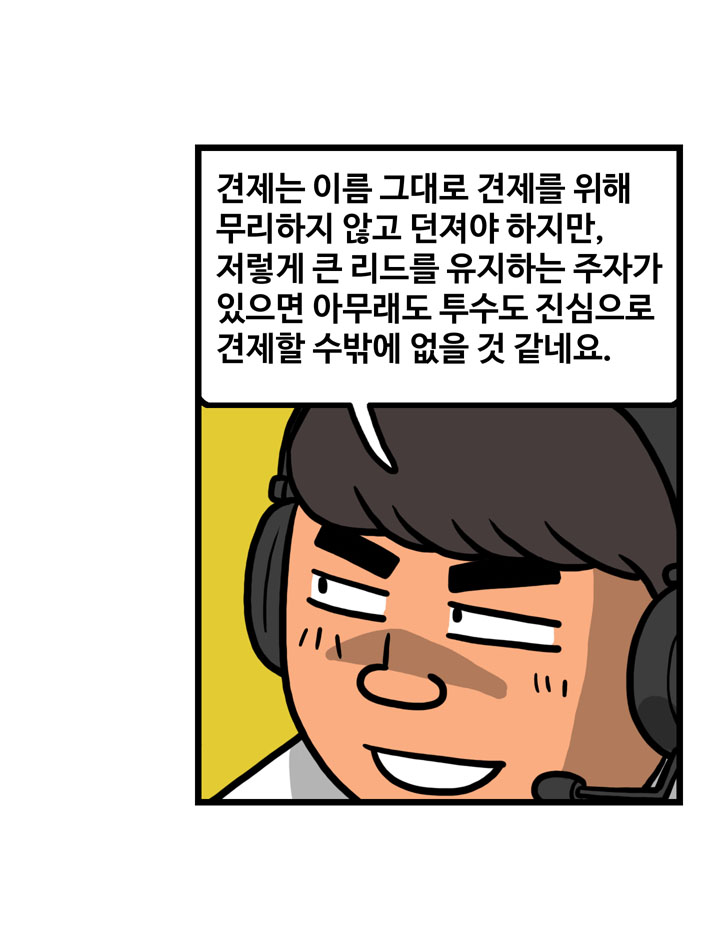 견제는 이름 그대로 견제를 위해
무리하지 않고 던져야 하지만,
저렇게 큰 리드를 유지하는 주자가
있으면 아무래도 투수도 진심으로
견제할 수밖에 없을 것 같네요.